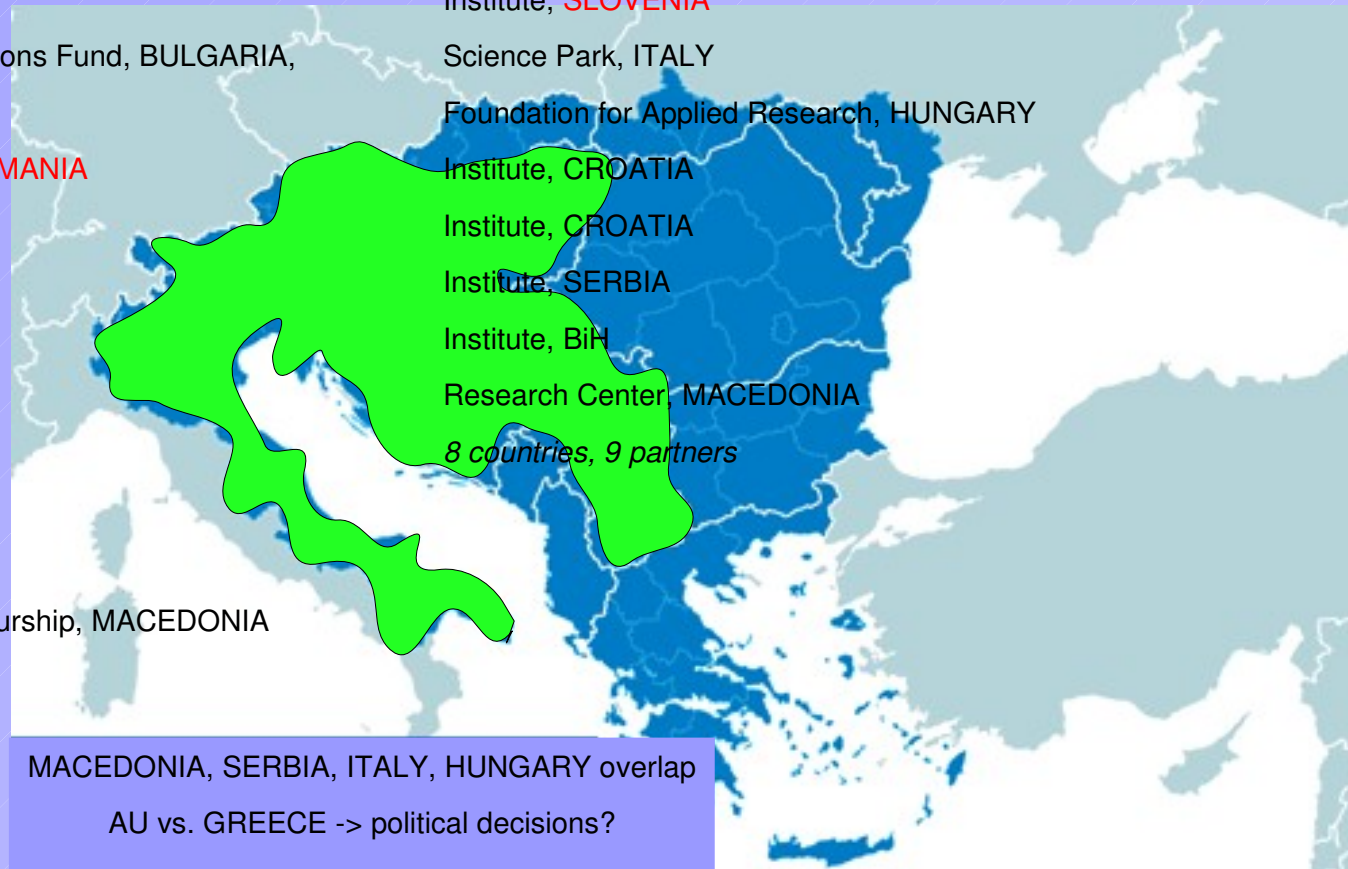 Institute, SLOVENIA
ons Fund, BULGARIA,
Science Park, ITALY
Foundation for Applied Research, HUNGARY
MANIA
Institute, CROATIA
Institute, CROATIA
Institute, SERBIA
Institute, BiH
Research Center, MACEDONIA
8 countries, 9 partners
urship, MACEDONIA
MACEDONIA, SERBIA, ITALY, HUNGARY overlap
AU vs. GREECE -> political decisions?